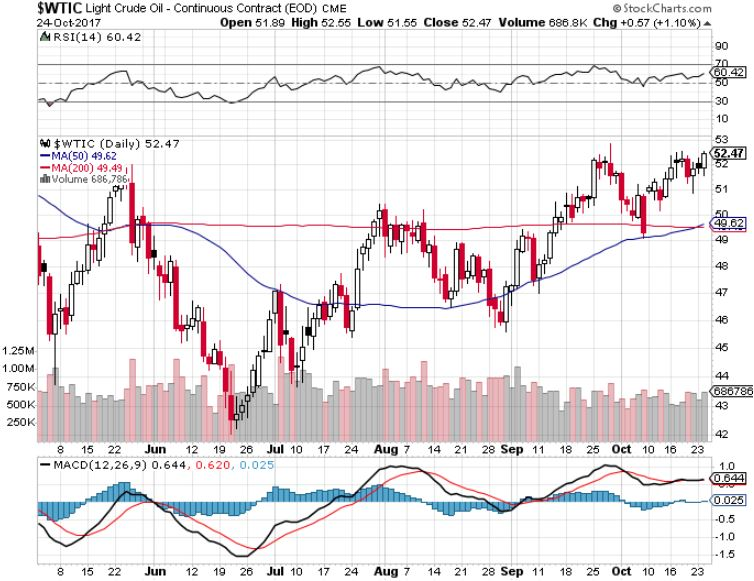 $WTIC Light Crude Oil - Continuous Contract (EOD) CME © StockCharts.com
24-Oct-2017 Open 51.89 High 52.55 Low 51.55 Close 52.47 Volume 686.8K Chg +0.57 (+1.10%)
RSI(14) 60.42
90
70
60.42
50
30
10
$WTIC (Daily) 52.47
MA(50) 49.62
MA(200) 49.49
Volume 686,786
53
52.47
52
51
50
49.62
49
48
47
46
45
44
43
42
1.25M
1.00M
750K
500K
250K
686786
8 15 22 Jun 12 19 26 Jul 10 17 24 Aug 7 14 21 28 Sep 11 18 25 Oct 10 16 23
MACD(12,26,9) 0.644, 0.620, 0.025
1.0
0.644
0.5
0.025
-0.5
-1.0
-1.5
8 15 22 Jun 12 19 26 Jul 10 17 24 Aug 7 14 21 28 Sep 11 18 25 Oct 10 16 23